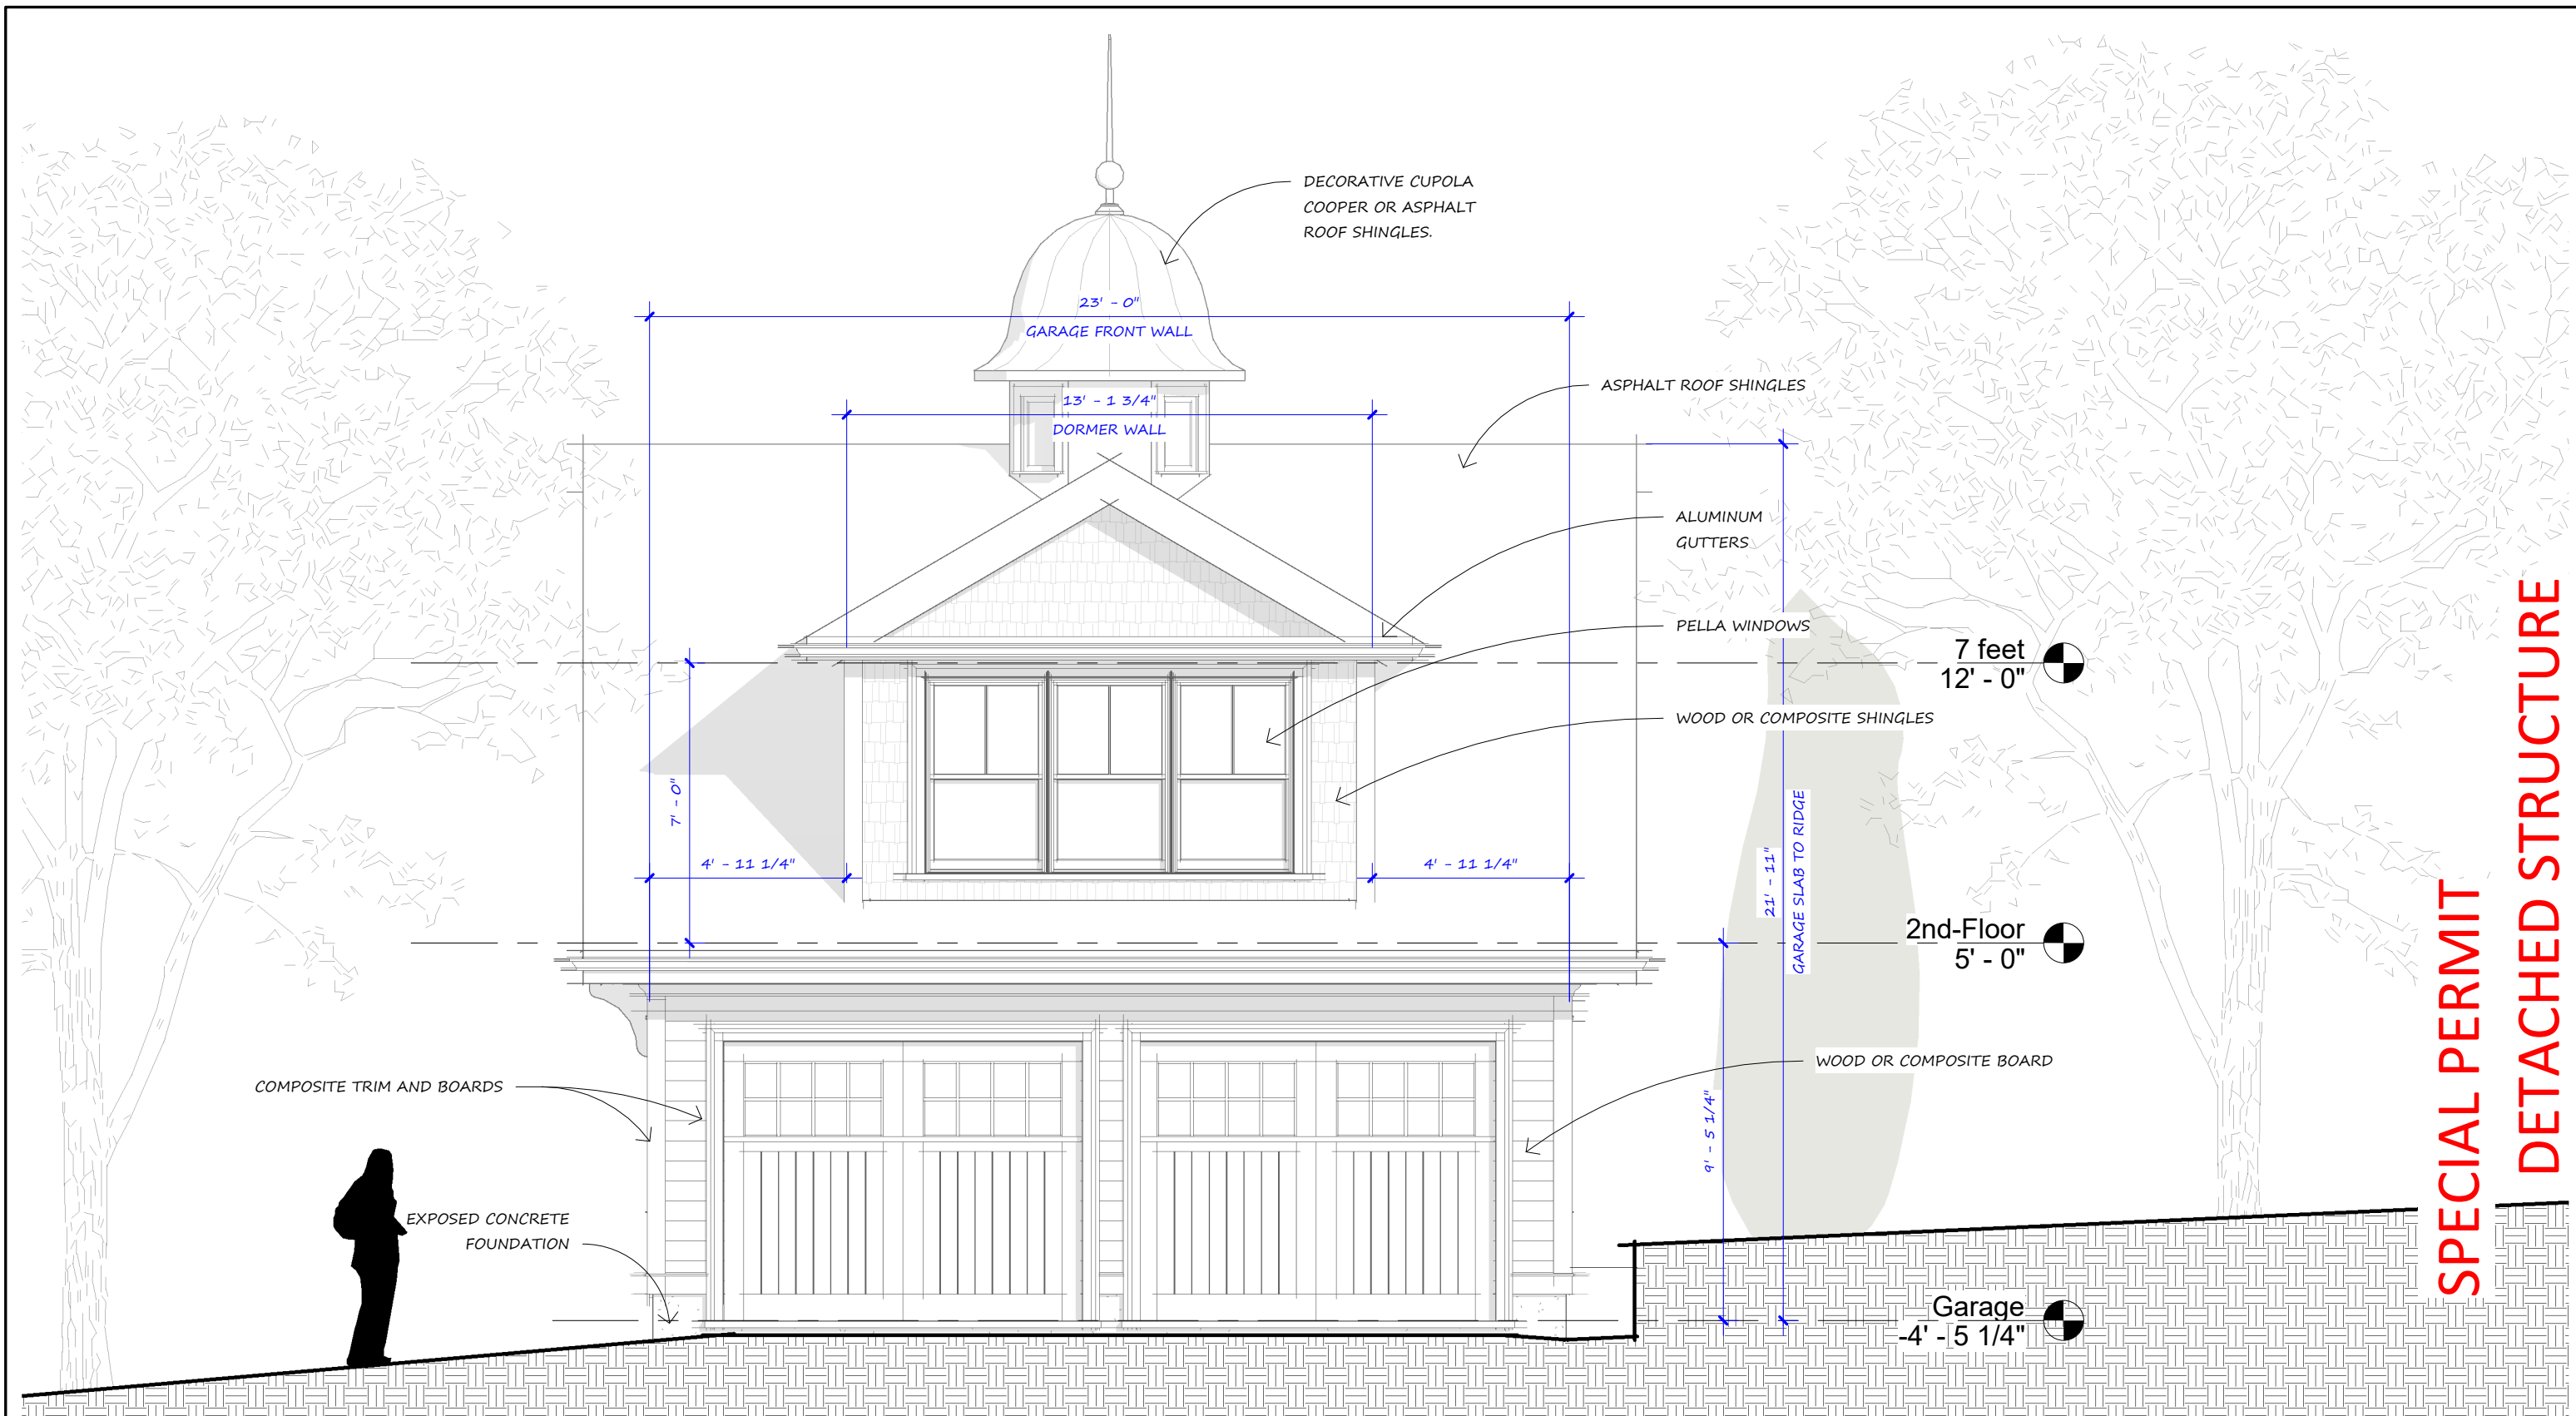 DECORATIVE CUPOLA
COOPER OR ASPHALT
ROOF SHINGLES.
23' - 0"
GARAGE FRONT WALL
ASPHALT ROOF SHINGLES
13' - 1 3/4"
DORMER WALL
ALUMINUM
GUTTERS
PELLA WINDOWS
7 feet
12' - 0"
WOOD OR COMPOSITE SHINGLES
7' - 0"
4' - 11 1/4"
4' - 11 1/4"
21' - 11"
GARAGE SLAB TO RIDGE
2nd-Floor
5' - 0"
WOOD OR COMPOSITE BOARD
COMPOSITE TRIM AND BOARDS
9' - 5 1/4"
EXPOSED CONCRETE
FOUNDATION
Garage
-4' - 5 1/4"
SPECIAL PERMIT
DETACHED STRUCTURE